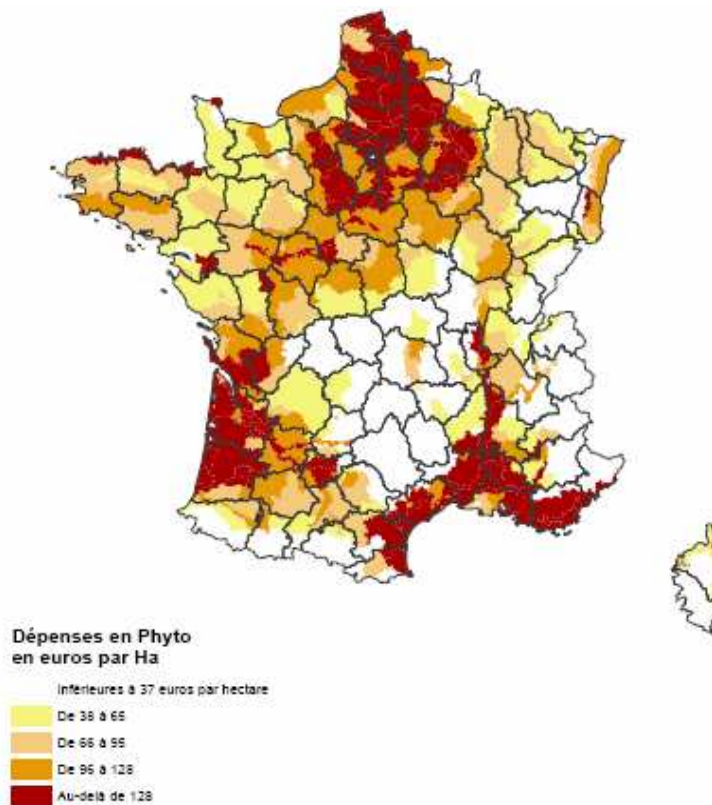 Dépenses en Phyto
en euros par Ha
Inférieures à 37 euros par hectare
De 38 à 65
De 66 à 95
De 96 à 128
Au-delà de 128